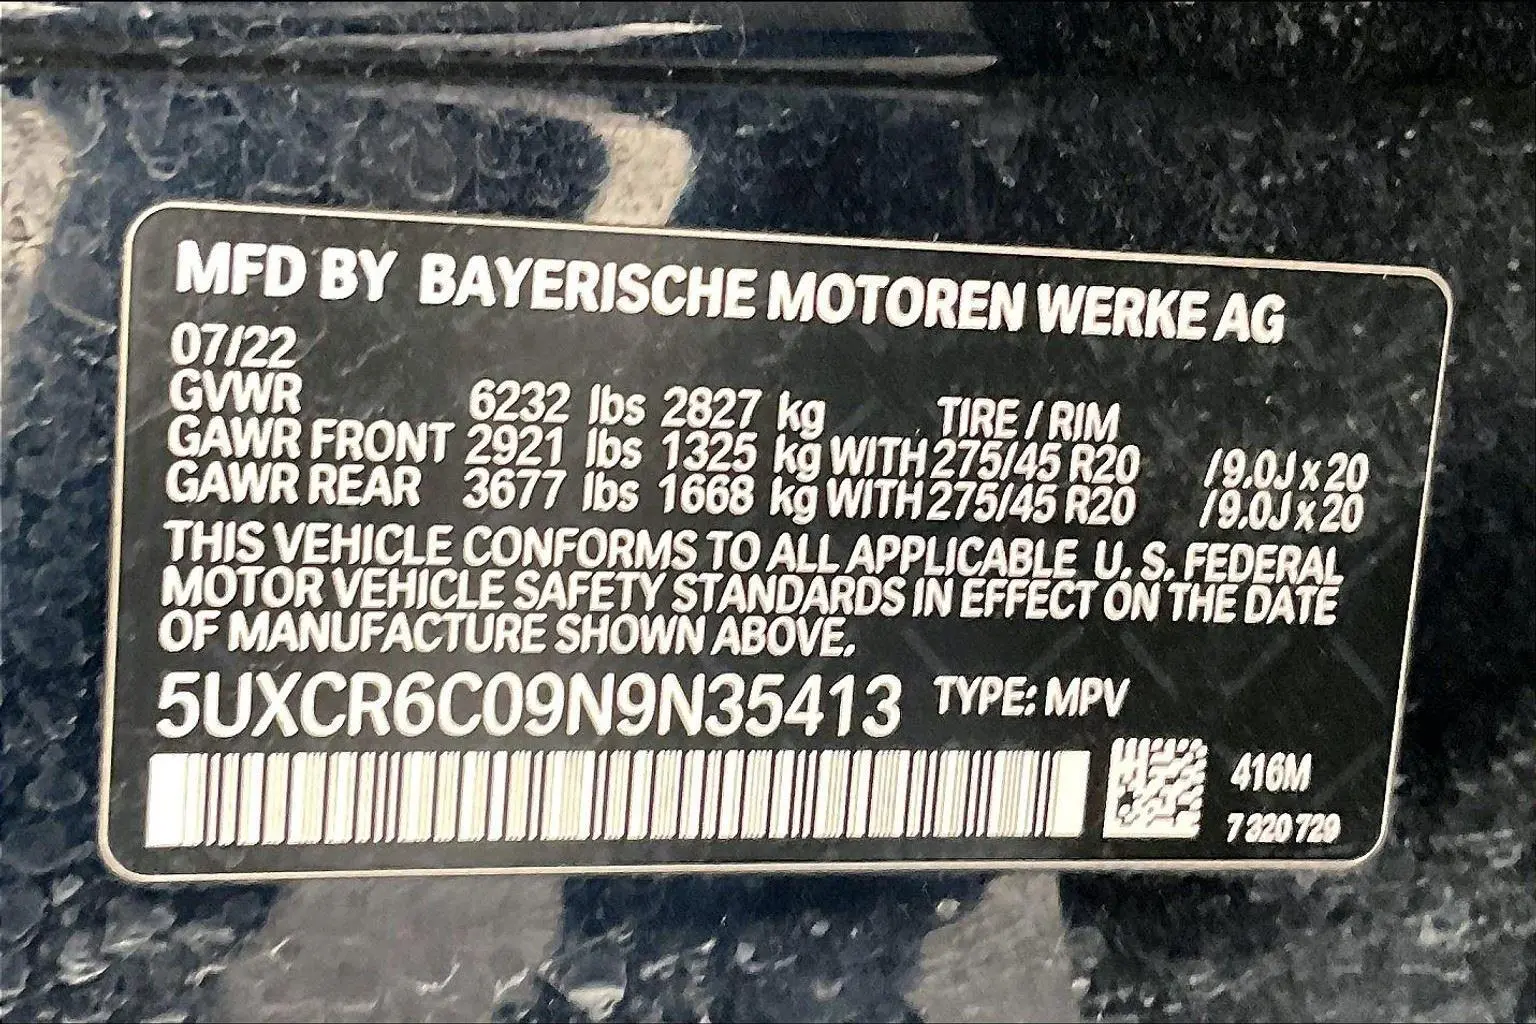 MFD BY BAYERISCHE MOTOREN WERKE AG
07/22
GVWR 6232 lbs 2827 kg TIRE / RIM
GAWR FRONT 2921 lbs 1325 kg WITH 275/45 R20 /9.0J x 20
GAWR REAR 3677 lbs 1668 kg WITH 275/45 R20 /9.0J x 20
THIS VEHICLE CONFORMS TO ALL APPLICABLE U. S. FEDERAL
MOTOR VEHICLE SAFETY STANDARDS IN EFFECT ON THE DATE
OF MANUFACTURE SHOWN ABOVE.
5UXCR6C09N9N35413 TYPE: MPV
416M
7 320 729